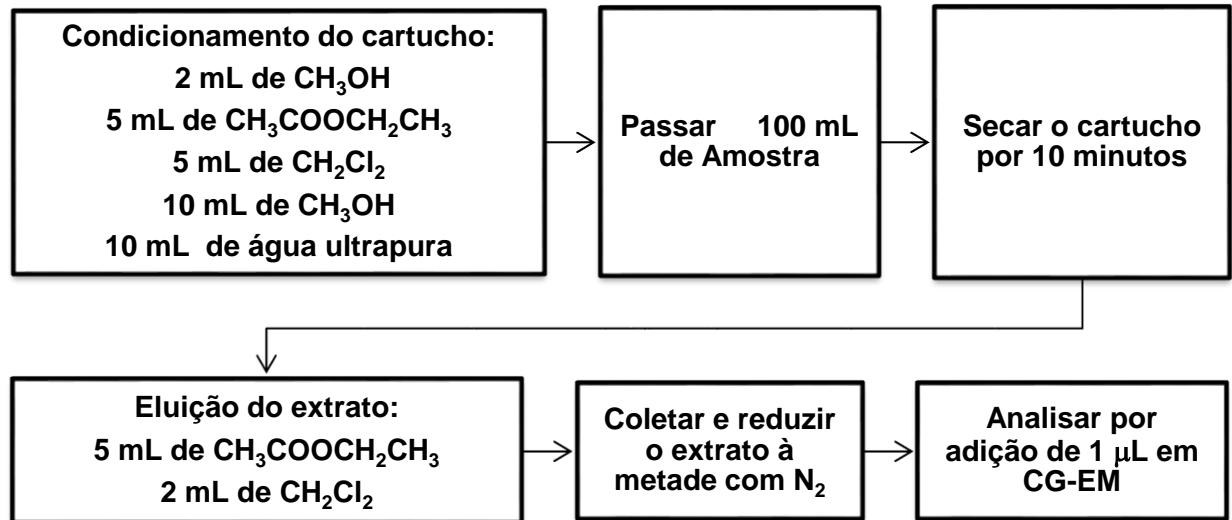 Condicionamento do cartucho:
2 mL de CH₃OH
5 mL de CH₃COOCH₂CH₃
5 mL de CH₂Cl₂
10 mL de CH₃OH
10 mL de água ultrapura
Passar 100 mL
de Amostra
Secar o cartucho
por 10 minutos
Eluição do extrato:
5 mL de CH₃COOCH₂CH₃
2 mL de CH₂Cl₂
Coletar e reduzir
o extrato à
metade com N₂
Analisar por
adição de 1 μL em
CG-EM